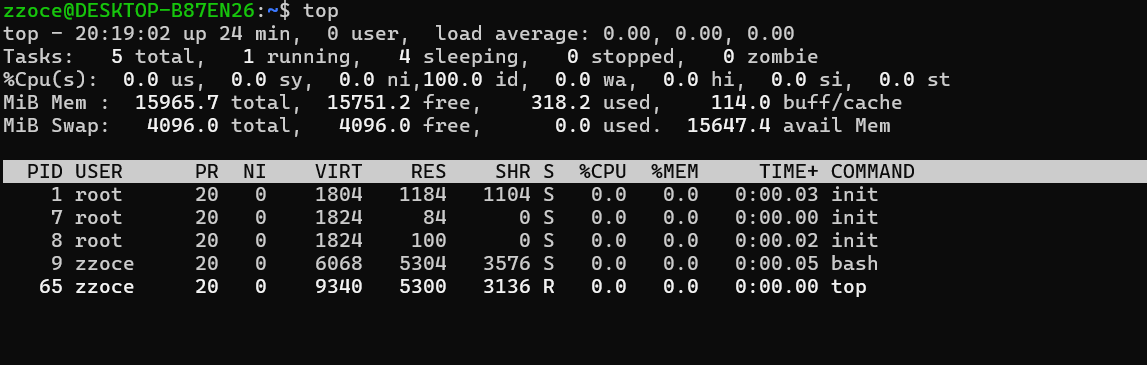 zzoce@DESKTOP-B87EN26:~$ top
top - 20:19:02 up 24 min,  0 user,  load average: 0.00, 0.00, 0.00
Tasks:   5 total,   1 running,   4 sleeping,   0 stopped,   0 zombie
%Cpu(s):  0.0 us,  0.0 sy,  0.0 ni,100.0 id,  0.0 wa,  0.0 hi,  0.0 si,  0.0 st
MiB Mem :  15965.7 total,  15751.2 free,    318.2 used,    114.0 buff/cache
MiB Swap:   4096.0 total,   4096.0 free,      0.0 used.  15647.4 avail Mem
  PID USER      PR  NI    VIRT    RES    SHR S  %CPU  %MEM     TIME+ COMMAND
    1 root      20   0    1804   1184   1104 S   0.0   0.0   0:00.03 init
    7 root      20   0    1824     84      0 S   0.0   0.0   0:00.00 init
    8 root      20   0    1824    100      0 S   0.0   0.0   0:00.02 init
    9 zzoce     20   0    6068   5304   3576 S   0.0   0.0   0:00.05 bash
   65 zzoce     20   0    9340   5300   3136 R   0.0   0.0   0:00.00 top